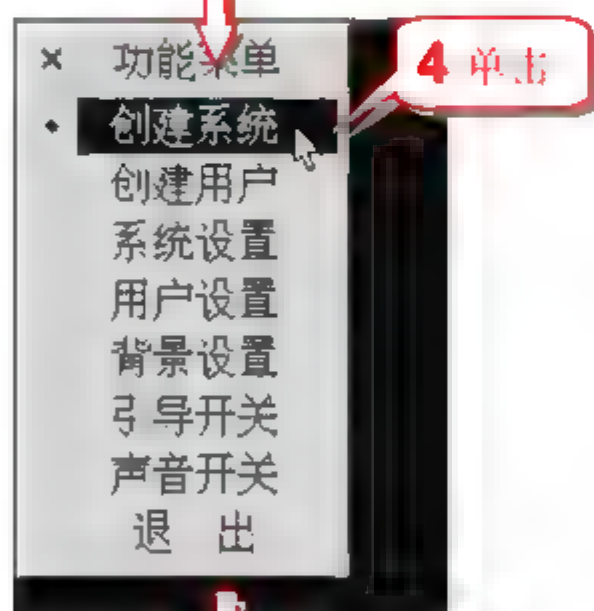 × 功能菜单
4 单击
• 创建系统
创建用户
系统设置
用户设置
背景设置
引导开关
声音开关
退 出